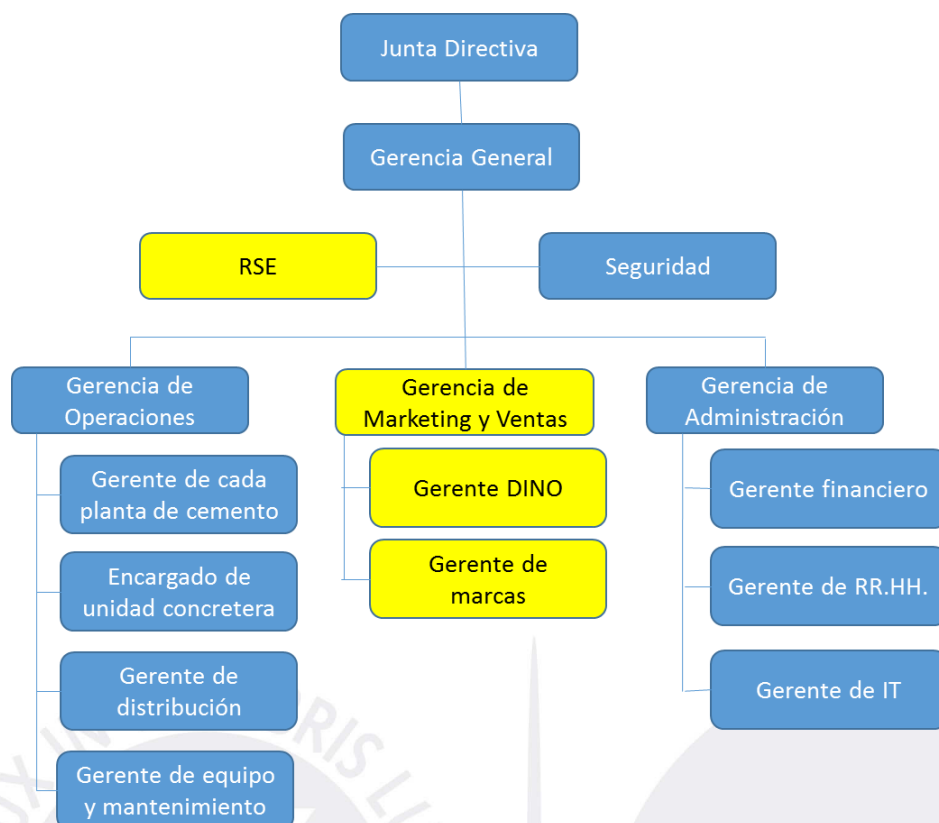 Junta Directiva
Gerencia General
RSE
Seguridad
Gerencia de
Operaciones
Gerencia de
Marketing y Ventas
Gerencia de
Administración
Gerente de cada
planta de cemento
Encargado de
unidad concretera
Gerente de
distribución
Gerente de equipo
y mantenimiento
Gerente DINO
Gerente de
marcas
Gerente financiero
Gerente de RR.HH.
Gerente de IT